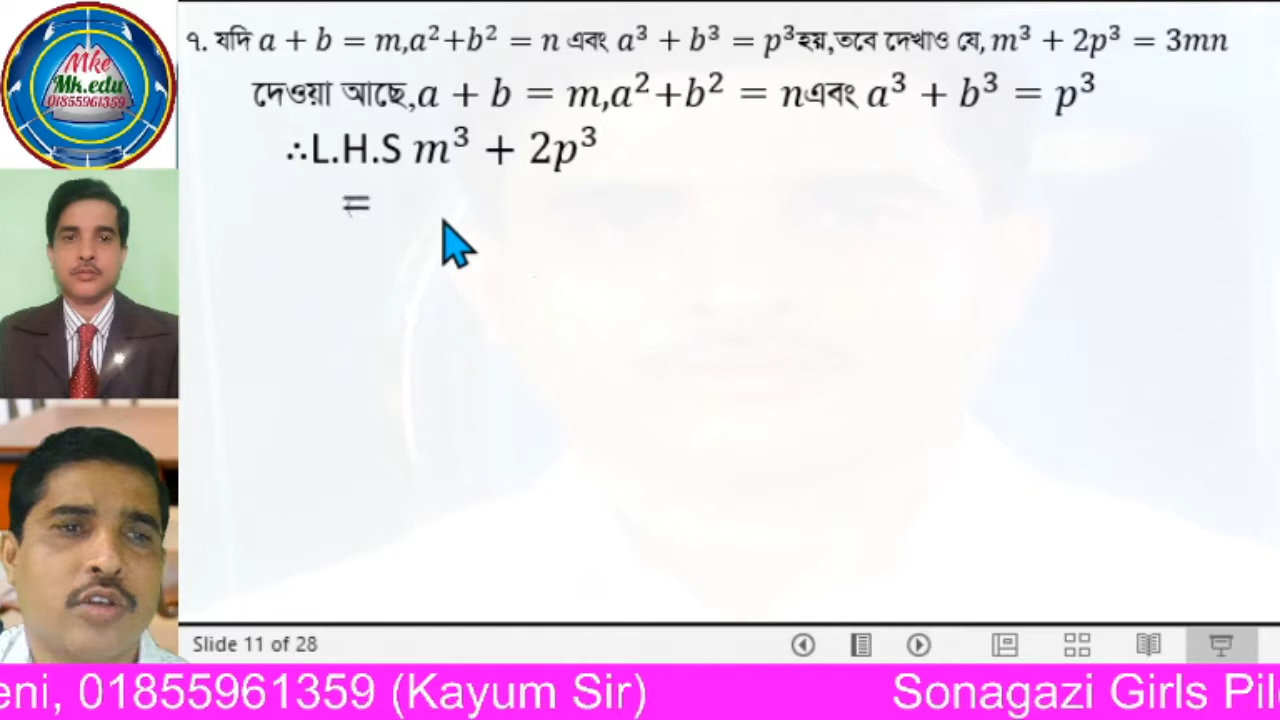 Mke
Mk.edu
01855961359
৭. যদি a + b = m,a²+b² = n এবং a³ + b³ = p³হয়,তবে দেখাও যে, m³ + 2p³ = 3mn
দেওয়া আছে,a + b = m,a²+b² = nএবং a³ + b³ = p³
∴L.H.S m³ + 2p³
=
Slide 11 of 28
eni, 01855961359 (Kayum Sir)
Sonagazi Girls Pil